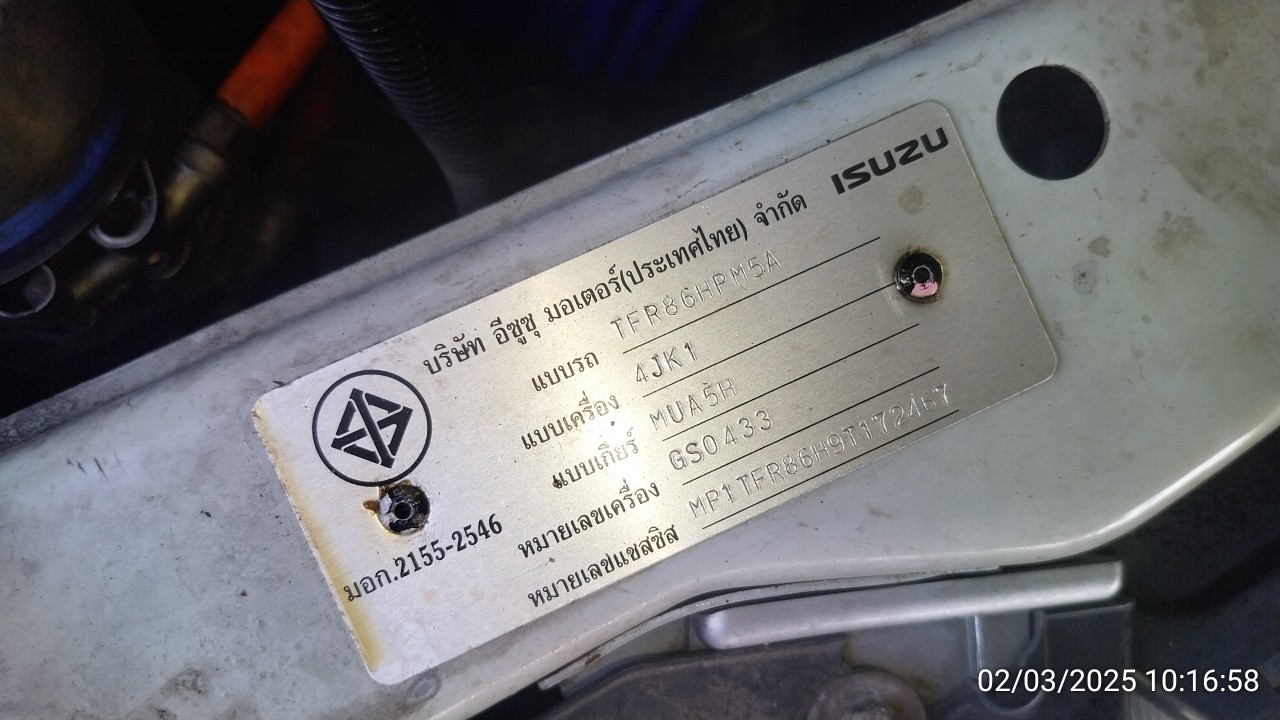 ISUZU
บริษัท อีซูซุ มอเตอร์(ประเทศไทย) จำกัด
แบบรถ TFR86HPM5A
แบบเครื่อง 4JK1
แบบเกียร์ MUA5H
หมายเลขเครื่อง GS0433
หมายเลขแชสซิส MP1TFR86H9T172467
มอก.2155-2546
02/03/2025 10:16:58